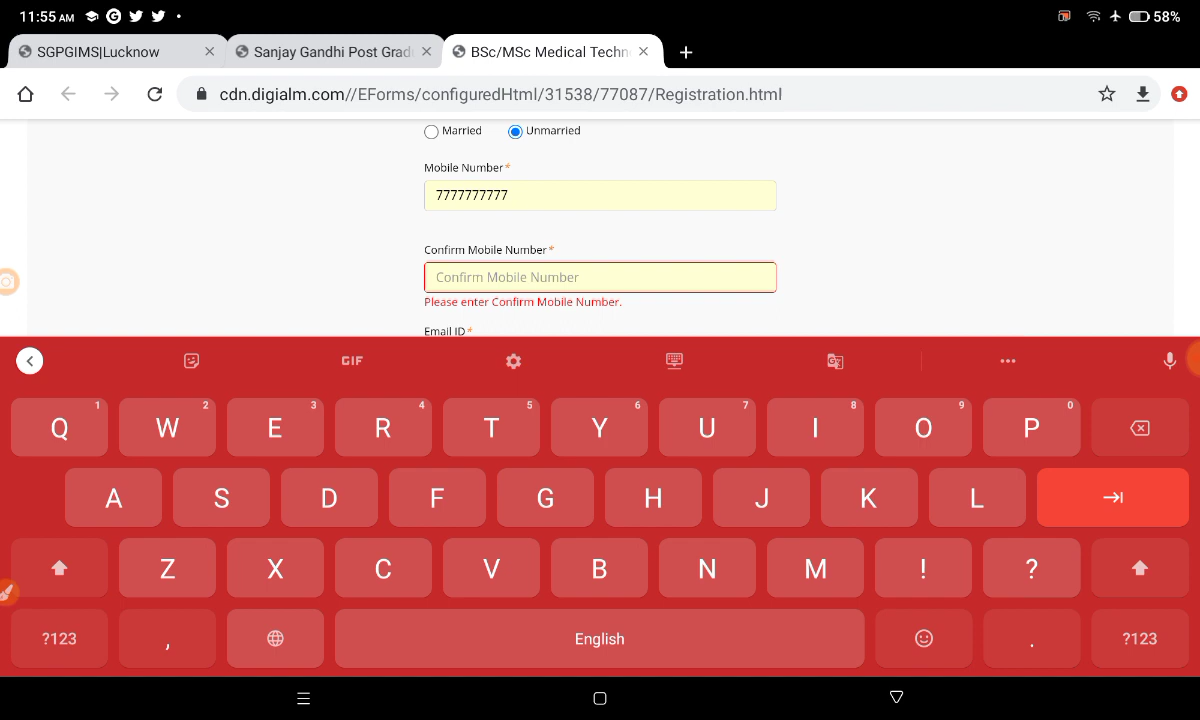 11:55 AM 58%
SGPGIMS|Lucknow Sanjay Gandhi Post Gradu BSc/MSc Medical Techn
cdn.digialm.com//EForms/configuredHtml/31538/77087/Registration.html
Married Unmarried
Mobile Number*
7777777777
Confirm Mobile Number*
Confirm Mobile Number
Please enter Confirm Mobile Number.
Email ID*
GIF
Q 1 W 2 E 3 R 4 T 5 Y 6 U 7 I 8 O 9 P 0
A S D F G H J K L
Z X C V B N M ! ?
?123 , English . ?123